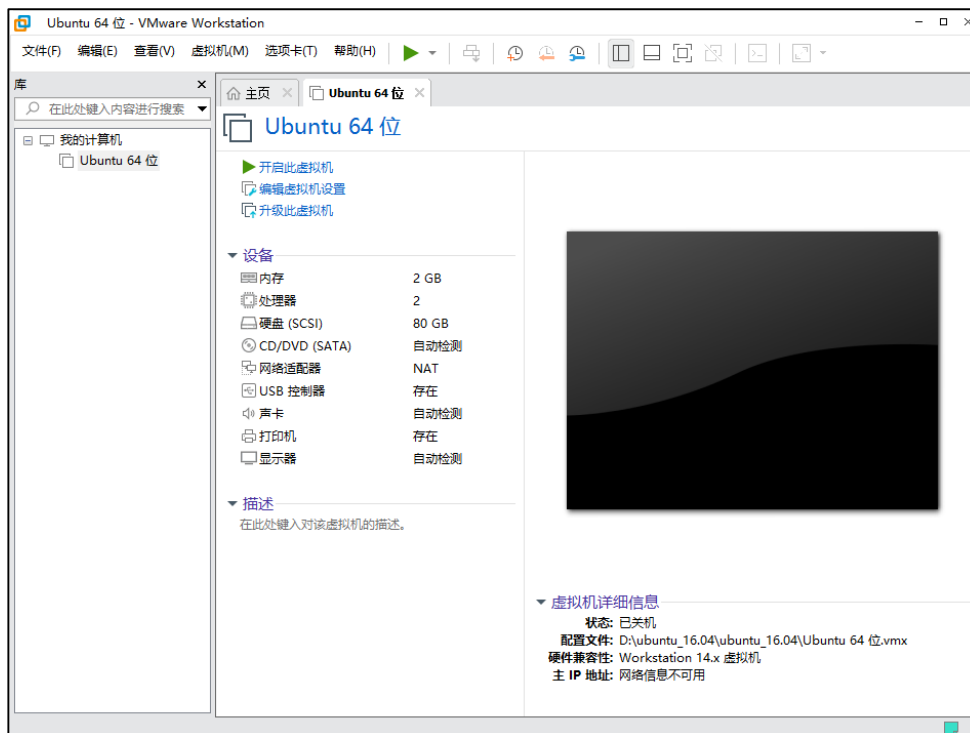 Ubuntu 64 位 - VMware Workstation
文件(F) 编辑(E) 查看(V) 虚拟机(M) 选项卡(T) 帮助(H)
库
在此处键入内容进行搜索
我的计算机
Ubuntu 64 位
主页
Ubuntu 64 位
Ubuntu 64 位
开启此虚拟机
编辑虚拟机设置
升级此虚拟机
设备
内存 2 GB
处理器 2
硬盘 (SCSI) 80 GB
CD/DVD (SATA) 自动检测
网络适配器 NAT
USB 控制器 存在
声卡 自动检测
打印机 存在
显示器 自动检测
描述
在此处键入对该虚拟机的描述。
虚拟机详细信息
状态: 已关机
配置文件: D:\ubuntu_16.04\ubuntu_16.04\Ubuntu 64 位.vmx
硬件兼容性: Workstation 14.x 虚拟机
主 IP 地址: 网络信息不可用